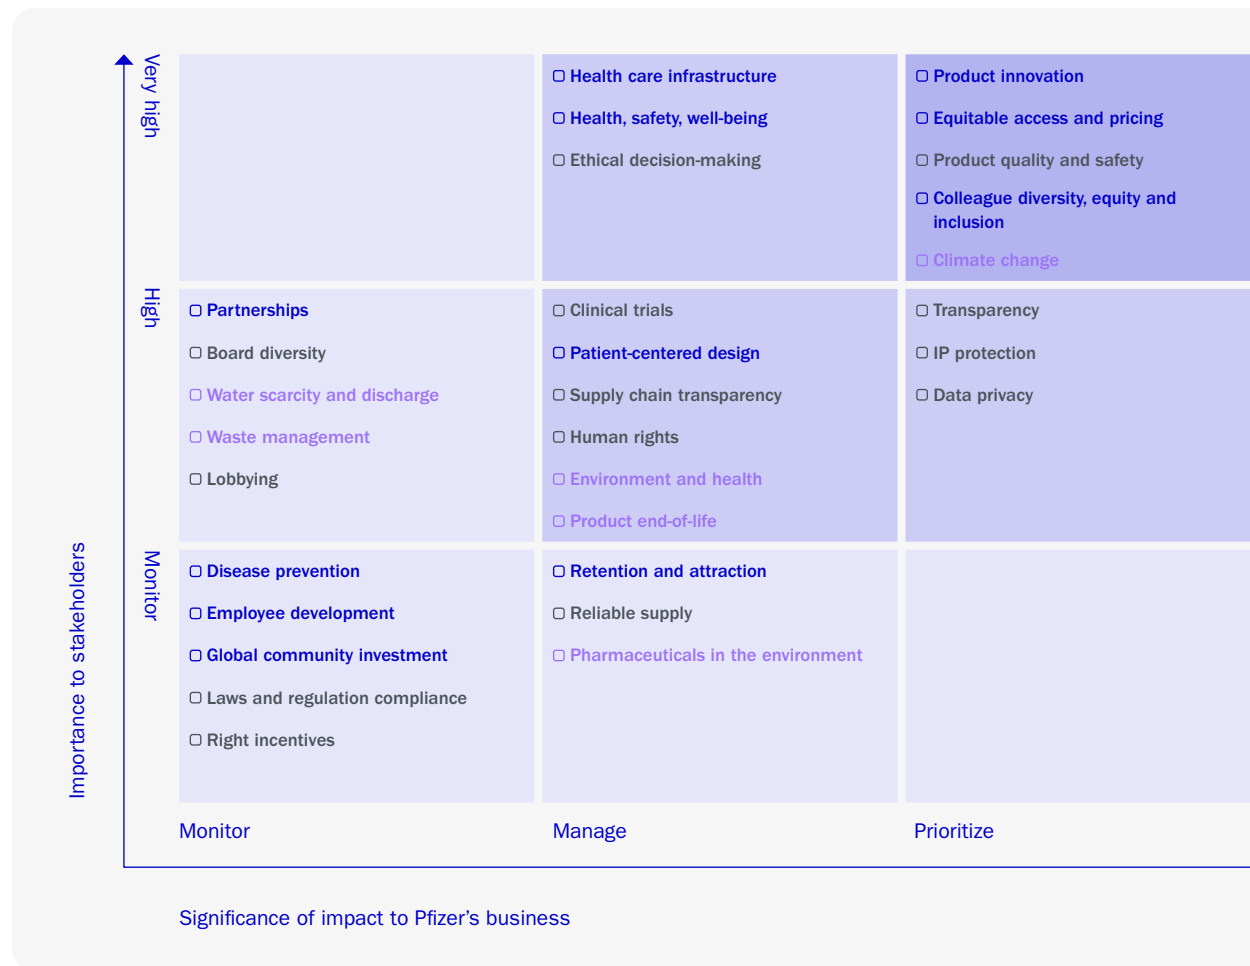 Very high
Health care infrastructure
Health, safety, well-being
Ethical decision-making
Product innovation
Equitable access and pricing
Product quality and safety
Colleague diversity, equity and
inclusion
Climate change
High
Partnerships
Board diversity
Water scarcity and discharge
Waste management
Lobbying
Clinical trials
Patient-centered design
Supply chain transparency
Human rights
Environment and health
Product end-of-life
Transparency
IP protection
Data privacy
Monitor
Disease prevention
Employee development
Global community investment
Laws and regulation compliance
Right incentives
Retention and attraction
Reliable supply
Pharmaceuticals in the environment
Importance to stakeholders
Monitor
Manage
Prioritize
Significance of impact to Pfizer’s business